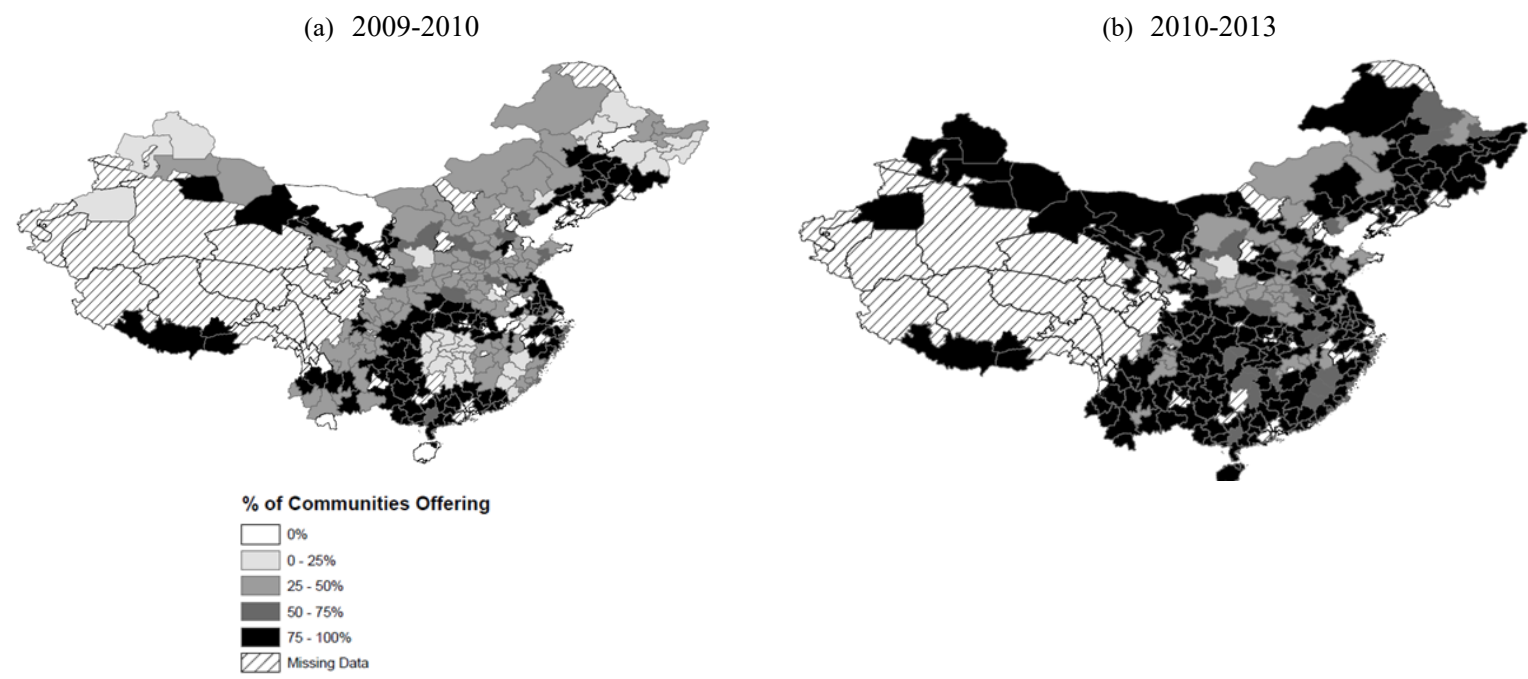 (a) 2009-2010
(b) 2010-2013
% of Communities Offering
0%
0 - 25%
25 - 50%
50 - 75%
75 - 100%
Missing Data